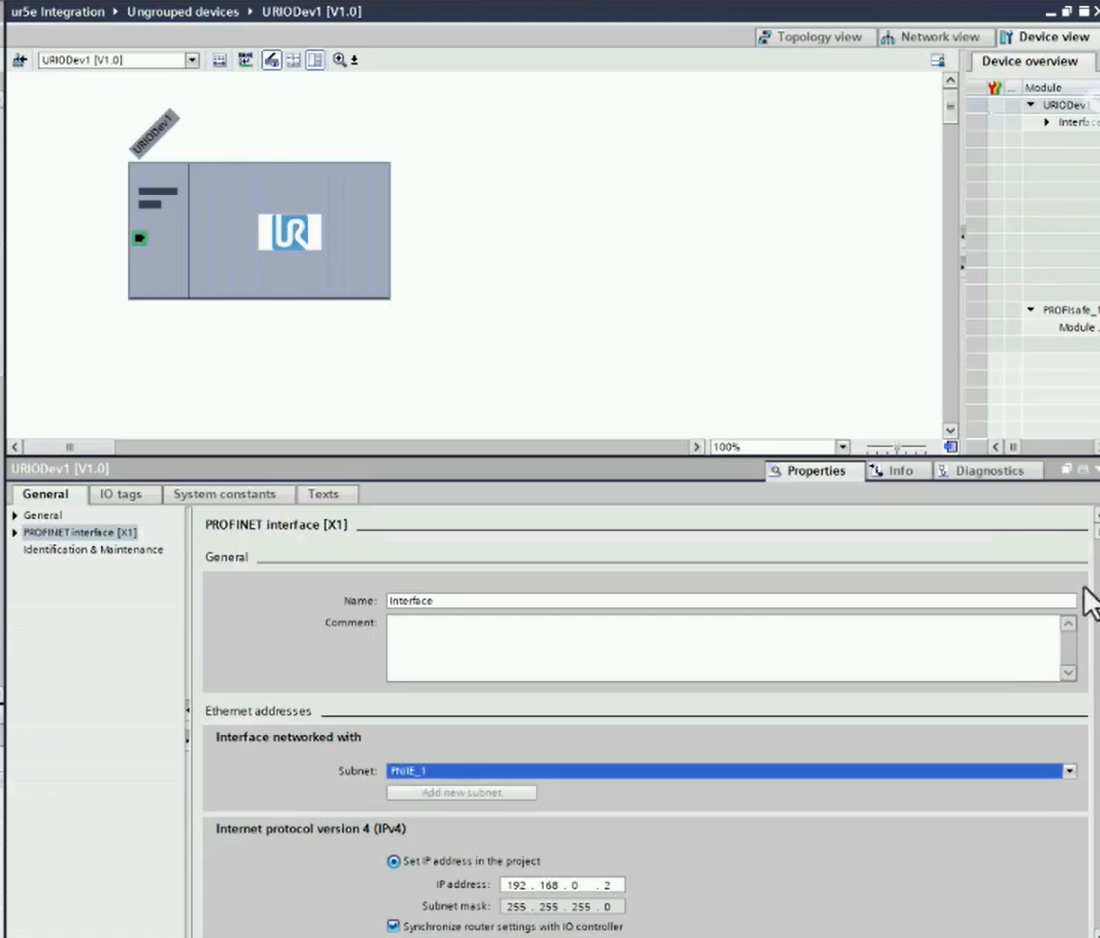 ur5e Integration ▸ Ungrouped devices ▸ URIODev1 [V1.0]
Topology view Network view Device view
URIODev1 [V1.0]
Device overview
... Module
URIODev1
Interface
URIODev1
UR
PROFIsafe_1
Module
100%
URIODev1 [V1.0]
Properties Info Diagnostics
General IO tags System constants Texts
General
PROFINET interface [X1]
Identification & Maintenance
PROFINET interface [X1]
General
Name: Interface
Comment:
Ethernet addresses
Interface networked with
Subnet: PN/IE_1
Add new subnet
Internet protocol version 4 (IPv4)
Set IP address in the project
IP address: 192 . 168 . 0 . 2
Subnet mask: 255 . 255 . 255 . 0
Synchronize router settings with IO controller